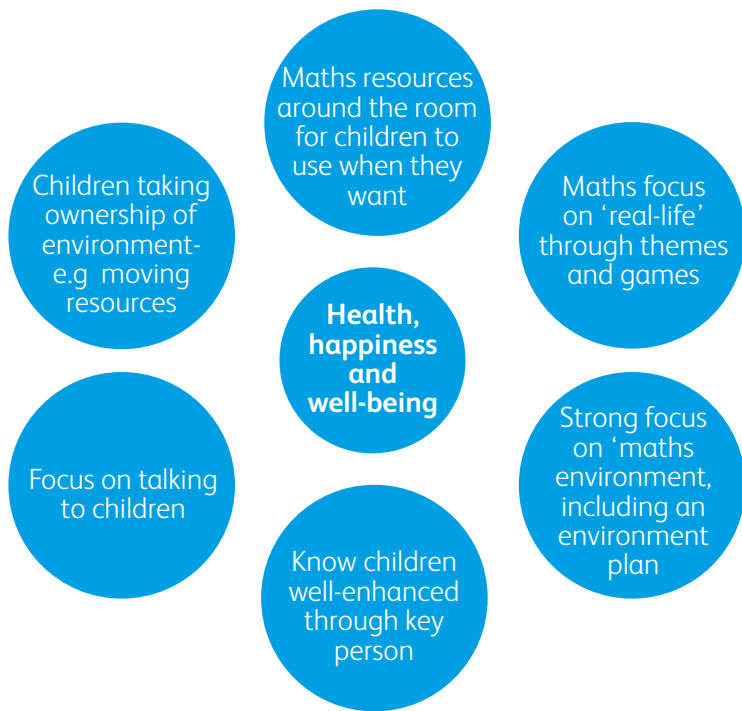 Maths resources
around the room
for children to
use when they
want
Children taking
ownership of
environment-
e.g moving
resources
Maths focus
on ‘real-life’
through themes
and games
Health,
happiness
and
well-being
Focus on talking
to children
Strong focus
on ‘maths
environment,
including an
environment
plan
Know children
well-enhanced
through key
person